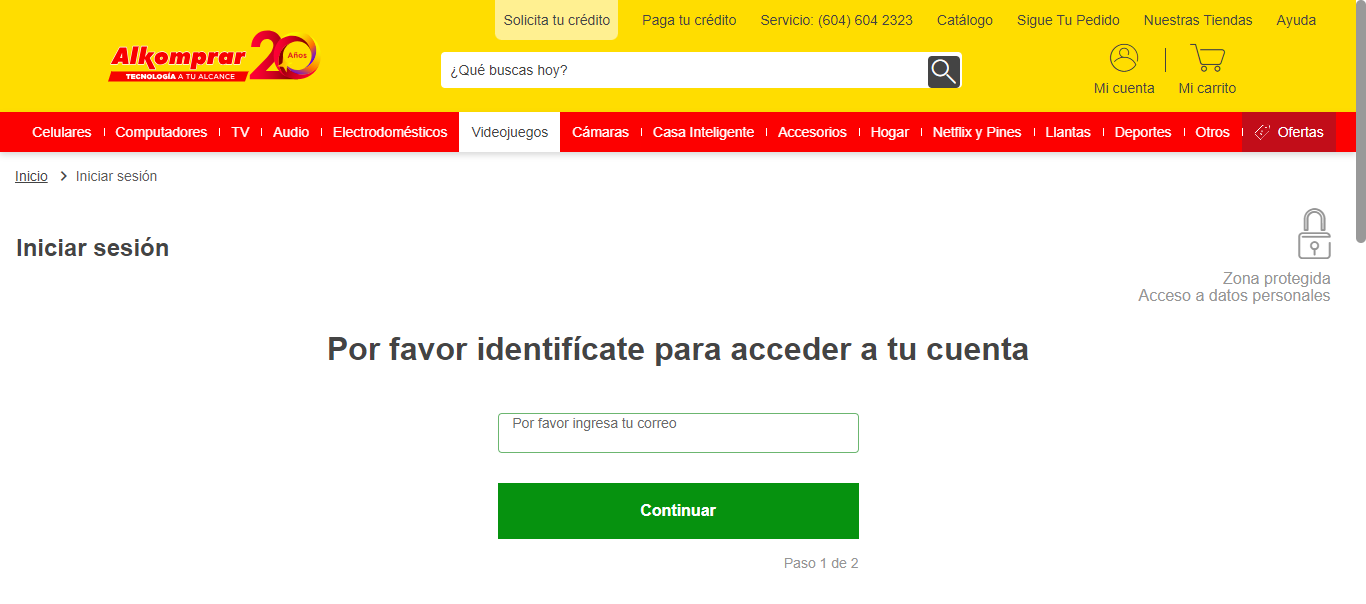 Solicita tu crédito Paga tu crédito Servicio: (604) 604 2323 Catálogo Sigue Tu Pedido Nuestras Tiendas Ayuda
Alkomprar 20 Años
TECNOLOGÍA A TU ALCANCE
¿Qué buscas hoy?
Mi cuenta Mi carrito
Celulares Computadores TV Audio Electrodomésticos Videojuegos Cámaras Casa Inteligente Accesorios Hogar Netflix y Pines Llantas Deportes Otros Ofertas
Inicio Iniciar sesión
Iniciar sesión
Zona protegida
Acceso a datos personales
Por favor identifícate para acceder a tu cuenta
Por favor ingresa tu correo
Continuar
Paso 1 de 2